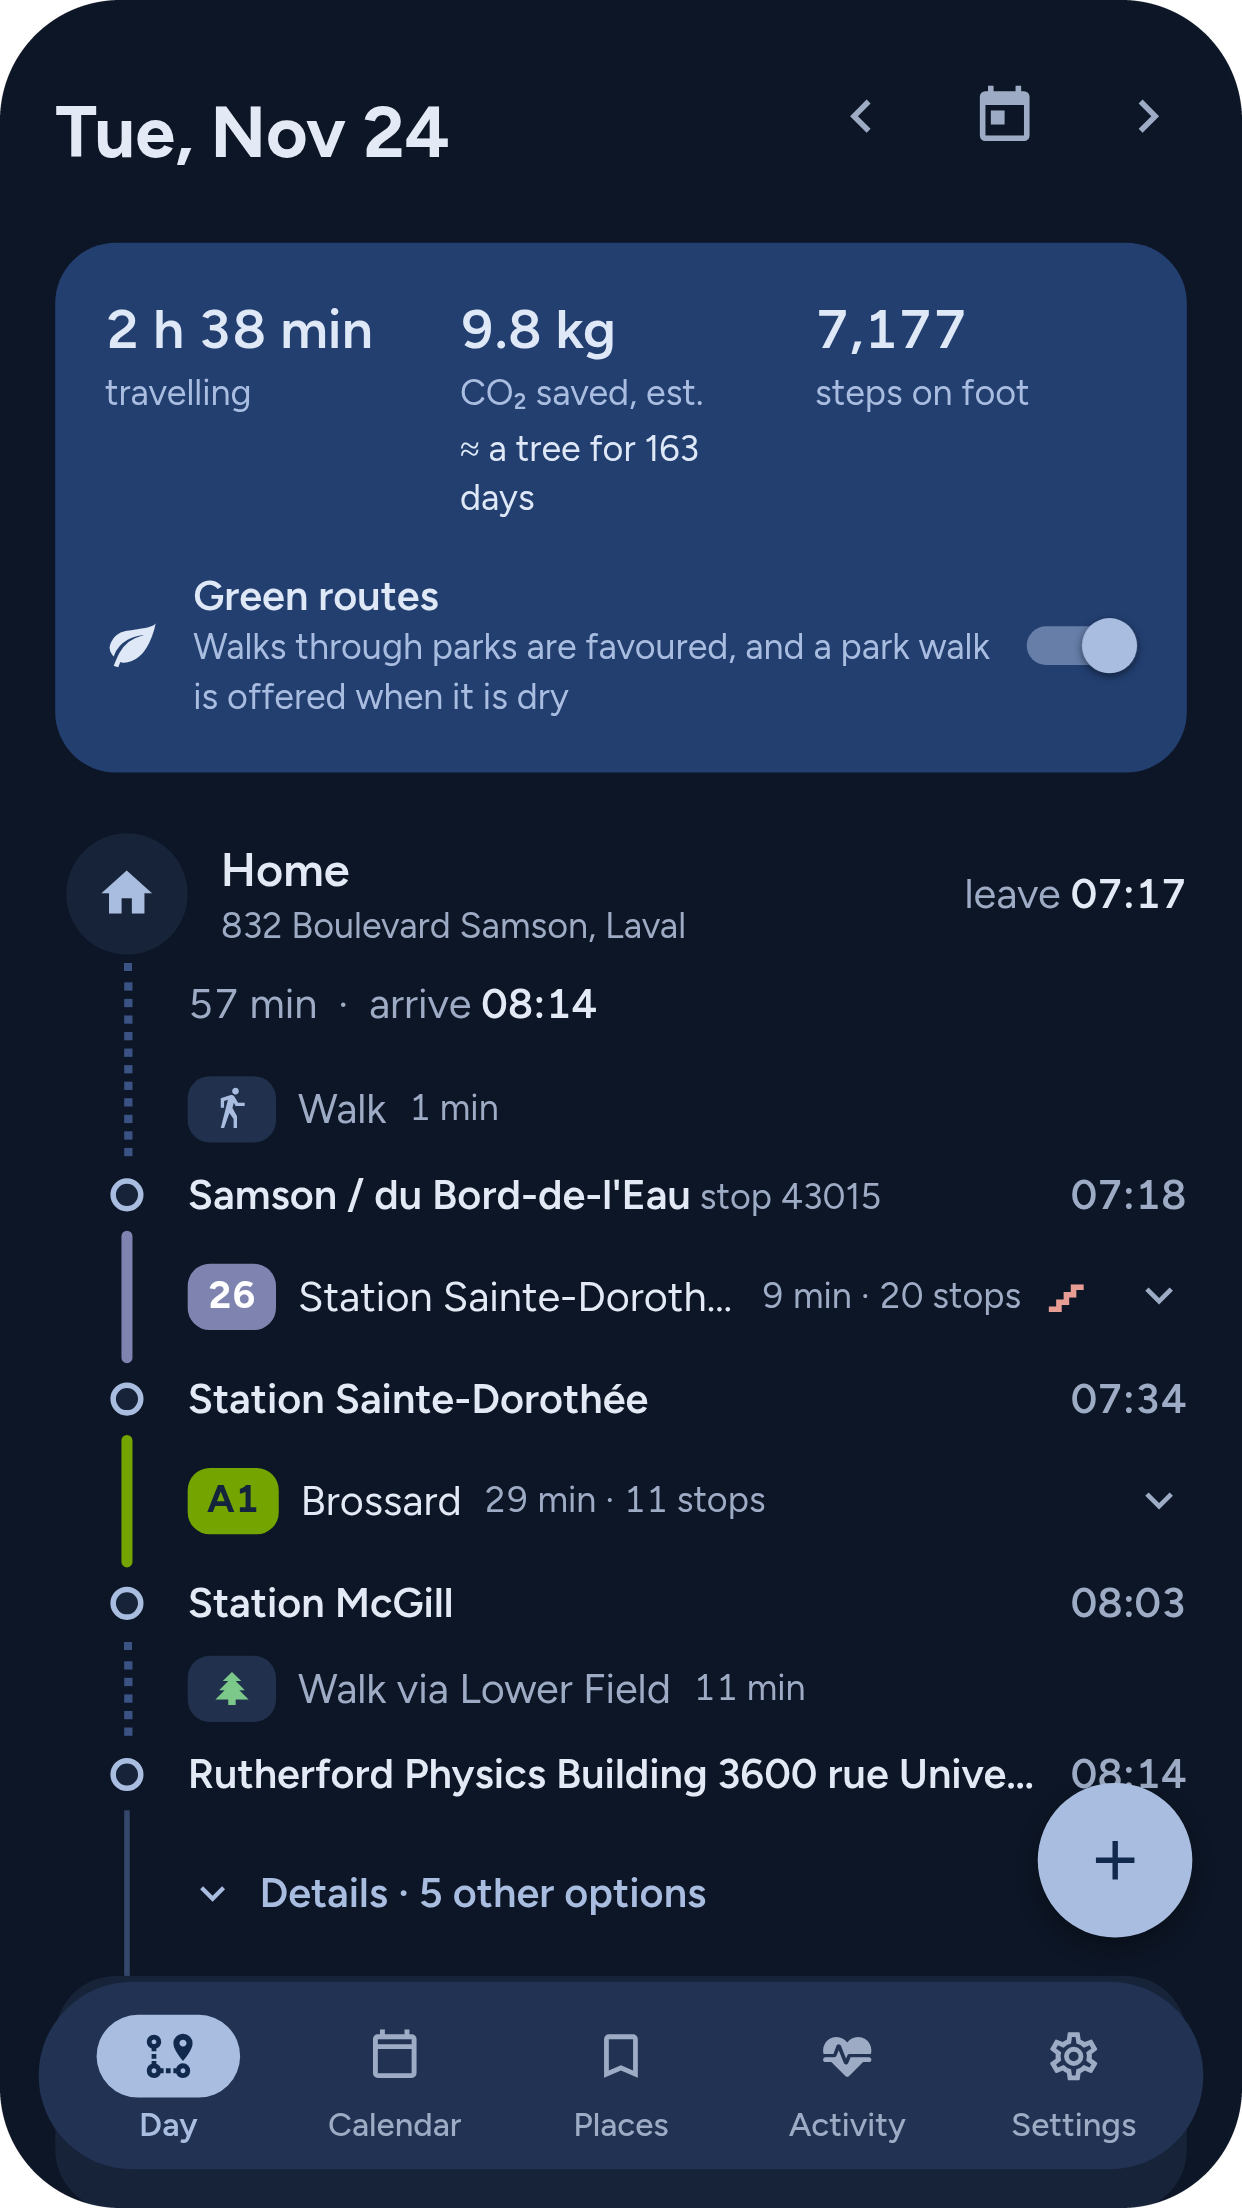 Tue, Nov 24
2 h 38 min
travelling
9.8 kg
CO₂ saved, est.
≈ a tree for 163
days
7,177
steps on foot
Green routes
Walks through parks are favoured, and a park walk
is offered when it is dry
Home
832 Boulevard Samson, Laval
leave 07:17
57 min · arrive 08:14
Walk 1 min
Samson / du Bord-de-l'Eau stop 43015 07:18
26 Station Sainte-Doroth... 9 min · 20 stops
Station Sainte-Dorothée 07:34
A1 Brossard 29 min · 11 stops
Station McGill 08:03
Walk via Lower Field 11 min
Rutherford Physics Building 3600 rue Unive... 08:14
Details · 5 other options
Day
Calendar
Places
Activity
Settings